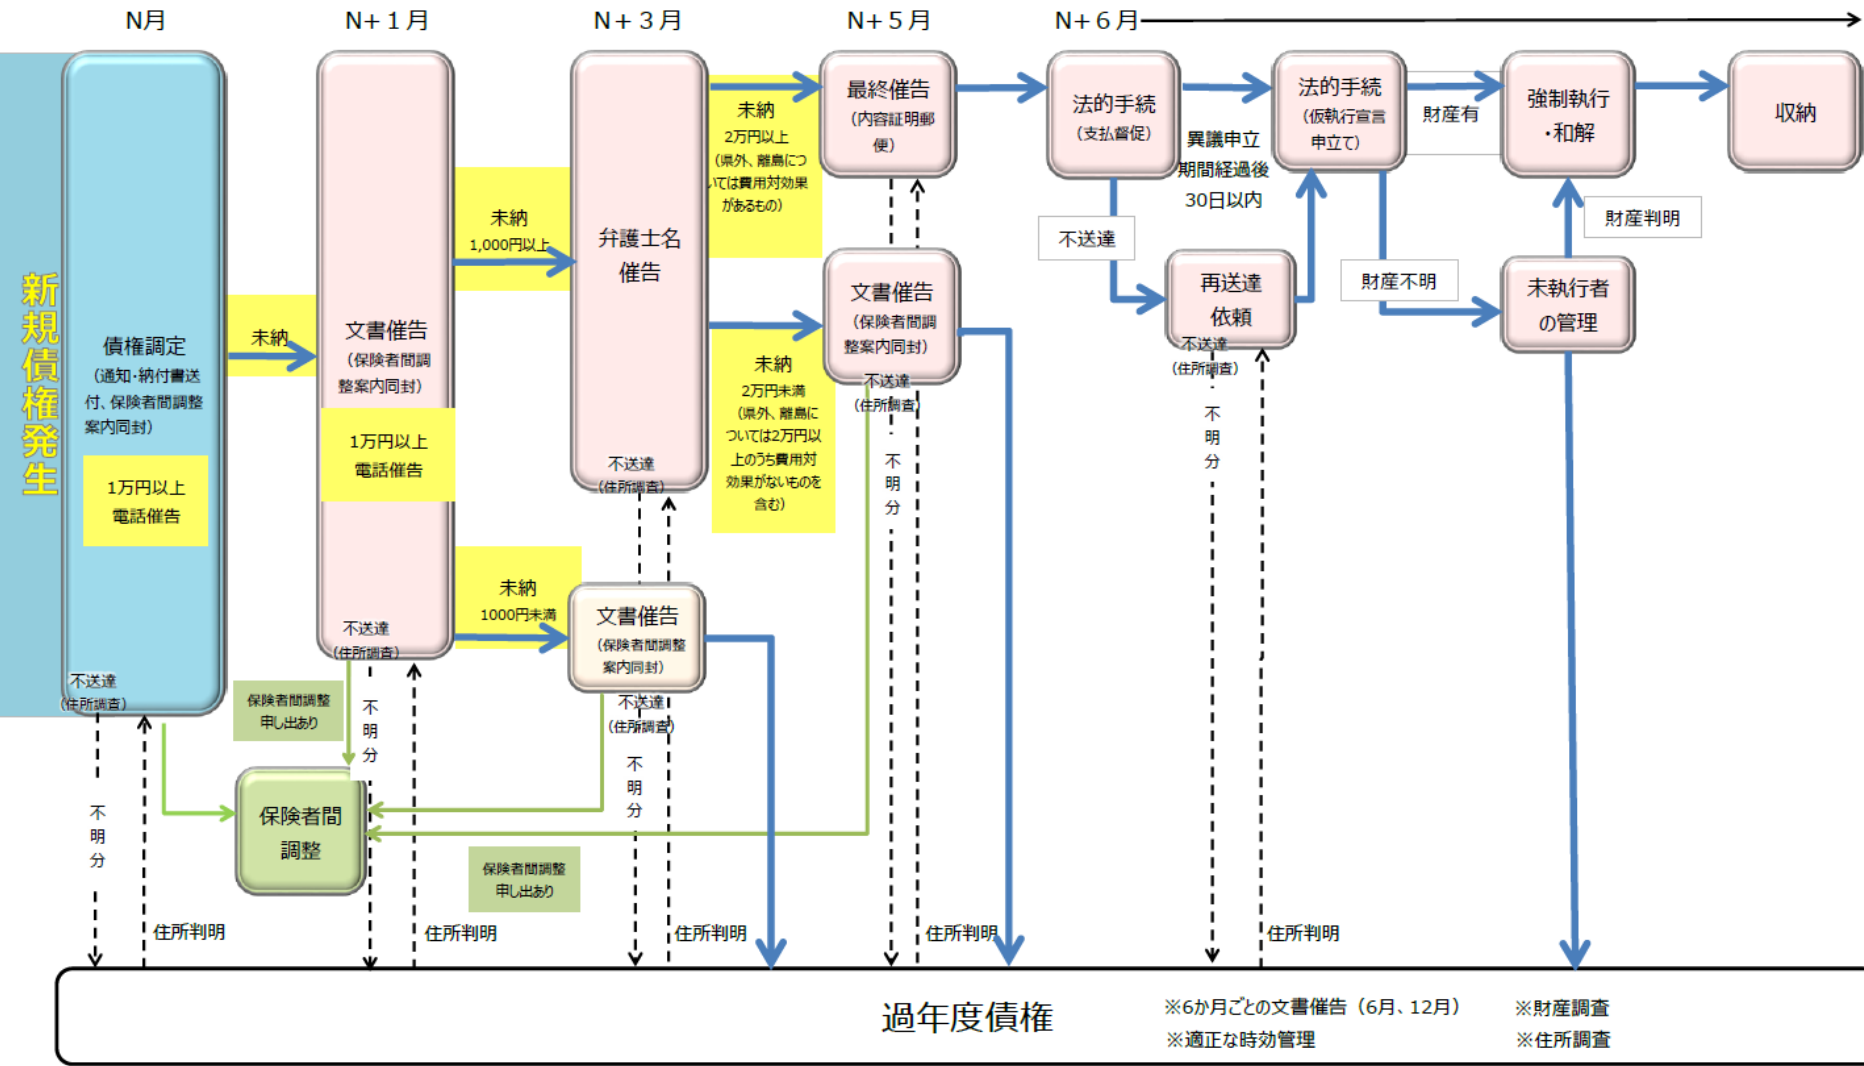 N月
N+１月
N+３月
N+５月
N+６月
新規債権発生
債権調定
（通知・納付書送
付、保険者間調整
案内同封）
1万円以上
電話催告
不送達
（住所調査）
不明分
住所判明
未納
文書催告
（保険者間調
整案内同封）
1万円以上
電話催告
不送達
（住所調査）
不明分
住所判明
保険者間調整
申し出あり
保険者間
調整
未納
1,000円以上
未納
1000円未満
弁護士名
催告
不送達
（住所調査）
文書催告
（保険者間調整
案内同封）
不送達
（住所調査）
不明分
住所判明
保険者間調整
申し出あり
未納
2万円以上
（県外、離島につ
いては費用対効果
があるもの）
未納
2万円未満
（県外、離島に
ついては2万円以
上のうち費用対
効果がないものを
含む）
最終催告
（内容証明郵
便）
文書催告
（保険者間調
整案内同封）
不送達
（住所調査）
不明分
住所判明
法的手続
（支払督促）
異議申立
期間経過後
30日以内
不送達
再送達
依頼
不送達
（住所調査）
不明分
住所判明
法的手続
（仮執行宣言
申立て）
財産有
財産不明
強制執行
・和解
財産判明
未執行者
の管理
収納
過年度債権
※6か月ごとの文書催告（6月、12月）
※財産調査
※適正な時効管理
※住所調査